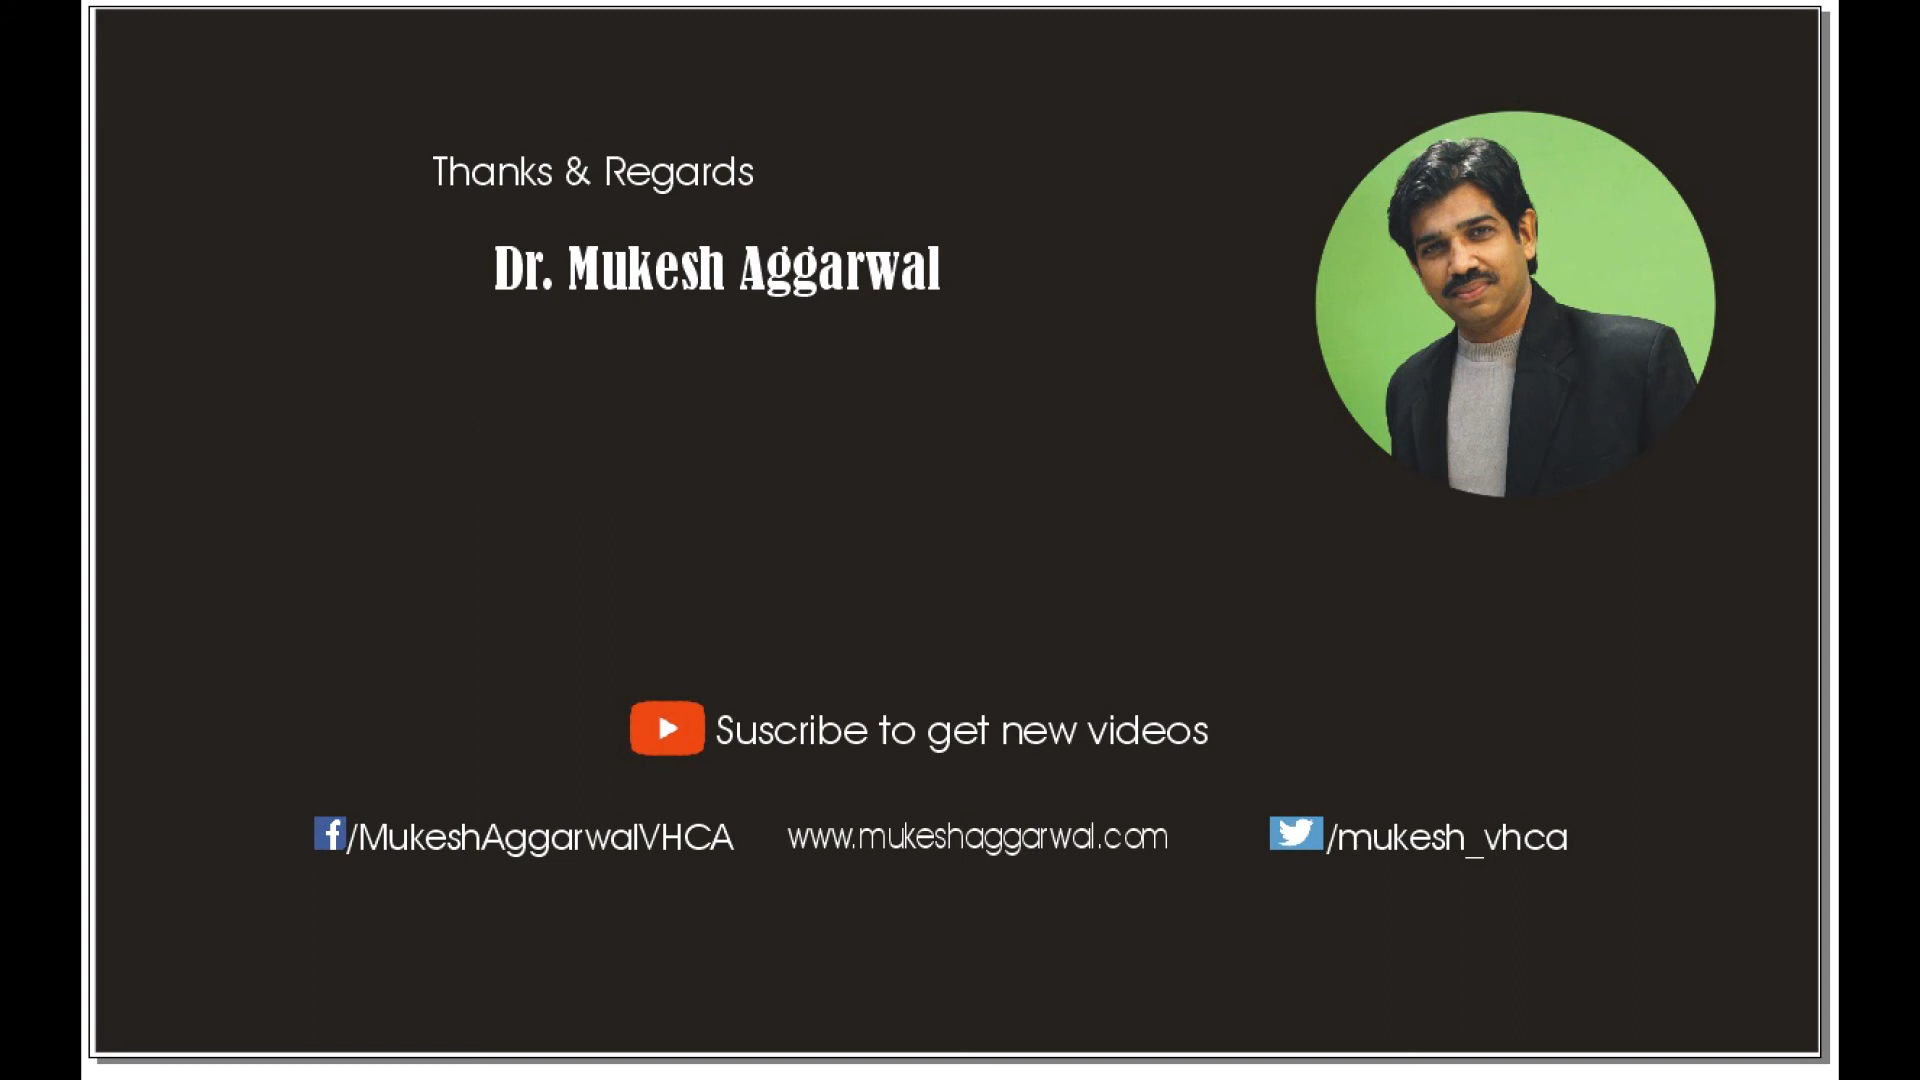 Thanks & Regards
Dr. Mukesh Aggarwal
Suscribe to get new videos
f/MukeshAggarwalVHCA www.mukeshaggarwal.com /mukesh_vhca